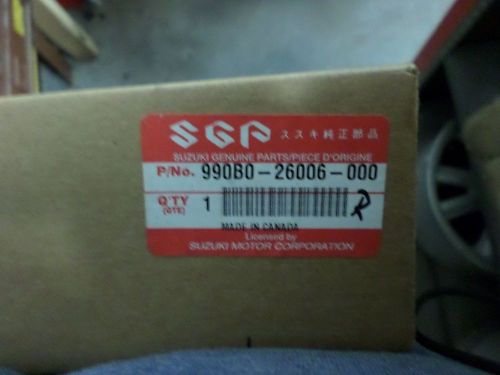 SGP スズキ純正部品
SUZUKI GENUINE PARTS/PIECE D'ORIGINE
P/No. 990B0-26006-000
Q'TY 1
(QTE) R
MADE IN CANADA
Licensed by
SUZUKI MOTOR CORPORATION